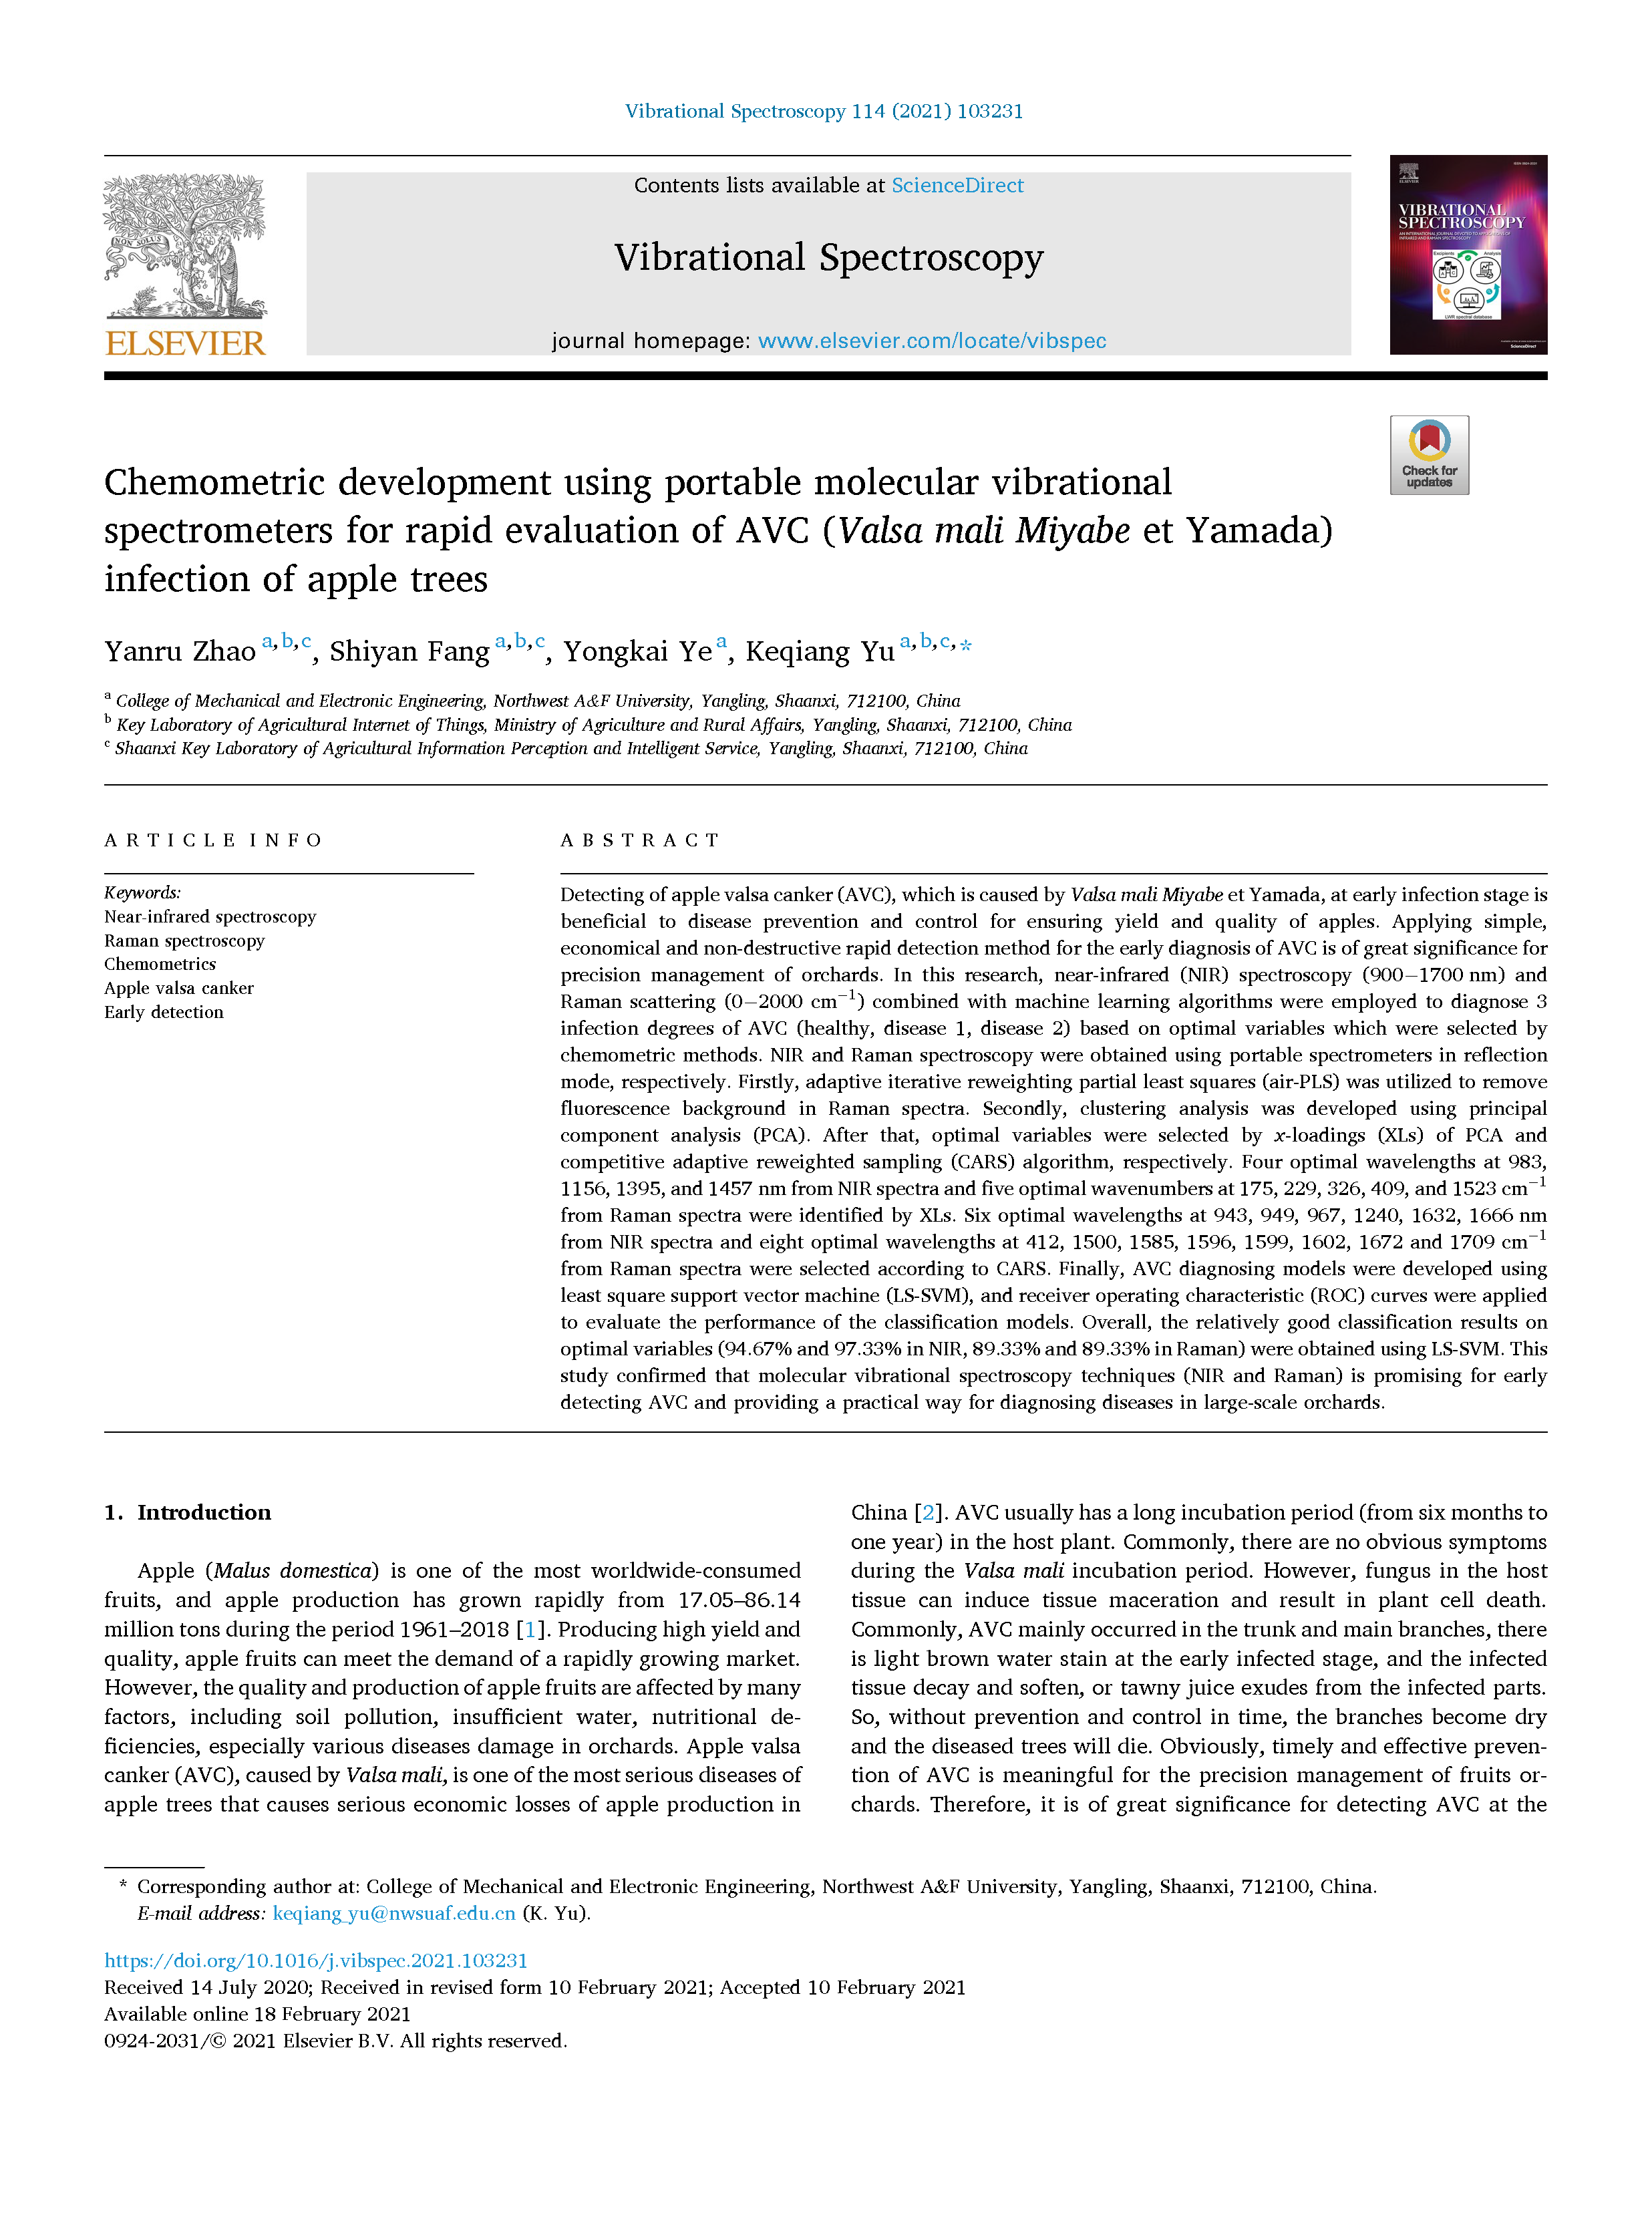 Vibrational Spectroscopy 114 (2021) 103231
Contents lists available at ScienceDirect
Vibrational Spectroscopy
journal homepage: www.elsevier.com/locate/vibspec
NON SOLUS
ELSEVIER
ELSEVIER
VIBRATIONAL
SPECTROSCOPY
Excipients
Analysis
LWIR spectral database
ScienceDirect
Check for
updates
Chemometric development using portable molecular vibrational
spectrometers for rapid evaluation of AVC (Valsa mali Miyabe et Yamada)
infection of apple trees
Yanru Zhao a,b,c, Shiyan Fang a,b,c, Yongkai Ye a, Keqiang Yu a,b,c,*
a College of Mechanical and Electronic Engineering, Northwest A&F University, Yangling, Shaanxi, 712100, China
b Key Laboratory of Agricultural Internet of Things, Ministry of Agriculture and Rural Affairs, Yangling, Shaanxi, 712100, China
c Shaanxi Key Laboratory of Agricultural Information Perception and Intelligent Service, Yangling, Shaanxi, 712100, China
ARTICLE INFO
Keywords:
Near-infrared spectroscopy
Raman spectroscopy
Chemometrics
Apple valsa canker
Early detection
ABSTRACT
Detecting of apple valsa canker (AVC), which is caused by Valsa mali Miyabe et Yamada, at early infection stage is
beneficial to disease prevention and control for ensuring yield and quality of apples. Applying simple,
economical and non-destructive rapid detection method for the early diagnosis of AVC is of great significance for
precision management of orchards. In this research, near-infrared (NIR) spectroscopy (900−1700 nm) and
Raman scattering (0−2000 cm−1) combined with machine learning algorithms were employed to diagnose 3
infection degrees of AVC (healthy, disease 1, disease 2) based on optimal variables which were selected by
chemometric methods. NIR and Raman spectroscopy were obtained using portable spectrometers in reflection
mode, respectively. Firstly, adaptive iterative reweighting partial least squares (air-PLS) was utilized to remove
fluorescence background in Raman spectra. Secondly, clustering analysis was developed using principal
component analysis (PCA). After that, optimal variables were selected by x-loadings (XLs) of PCA and
competitive adaptive reweighted sampling (CARS) algorithm, respectively. Four optimal wavelengths at 983,
1156, 1395, and 1457 nm from NIR spectra and five optimal wavenumbers at 175, 229, 326, 409, and 1523 cm−1
from Raman spectra were identified by XLs. Six optimal wavelengths at 943, 949, 967, 1240, 1632, 1666 nm
from NIR spectra and eight optimal wavelengths at 412, 1500, 1585, 1596, 1599, 1602, 1672 and 1709 cm−1
from Raman spectra were selected according to CARS. Finally, AVC diagnosing models were developed using
least square support vector machine (LS-SVM), and receiver operating characteristic (ROC) curves were applied
to evaluate the performance of the classification models. Overall, the relatively good classification results on
optimal variables (94.67% and 97.33% in NIR, 89.33% and 89.33% in Raman) were obtained using LS-SVM. This
study confirmed that molecular vibrational spectroscopy techniques (NIR and Raman) is promising for early
detecting AVC and providing a practical way for diagnosing diseases in large-scale orchards.
1. Introduction
Apple (Malus domestica) is one of the most worldwide-consumed
fruits, and apple production has grown rapidly from 17.05–86.14
million tons during the period 1961–2018 [1]. Producing high yield and
quality, apple fruits can meet the demand of a rapidly growing market.
However, the quality and production of apple fruits are affected by many
factors, including soil pollution, insufficient water, nutritional de-
ficiencies, especially various diseases damage in orchards. Apple valsa
canker (AVC), caused by Valsa mali, is one of the most serious diseases of
apple trees that causes serious economic losses of apple production in
China [2]. AVC usually has a long incubation period (from six months to
one year) in the host plant. Commonly, there are no obvious symptoms
during the Valsa mali incubation period. However, fungus in the host
tissue can induce tissue maceration and result in plant cell death.
Commonly, AVC mainly occurred in the trunk and main branches, there
is light brown water stain at the early infected stage, and the infected
tissue decay and soften, or tawny juice exudes from the infected parts.
So, without prevention and control in time, the branches become dry
and the diseased trees will die. Obviously, timely and effective preven-
tion of AVC is meaningful for the precision management of fruits or-
chards. Therefore, it is of great significance for detecting AVC at the
* Corresponding author at: College of Mechanical and Electronic Engineering, Northwest A&F University, Yangling, Shaanxi, 712100, China.
E-mail address: keqiang_yu@nwsuaf.edu.cn (K. Yu).
https://doi.org/10.1016/j.vibspec.2021.103231
Received 14 July 2020; Received in revised form 10 February 2021; Accepted 10 February 2021
Available online 18 February 2021
0924-2031/© 2021 Elsevier B.V. All rights reserved.